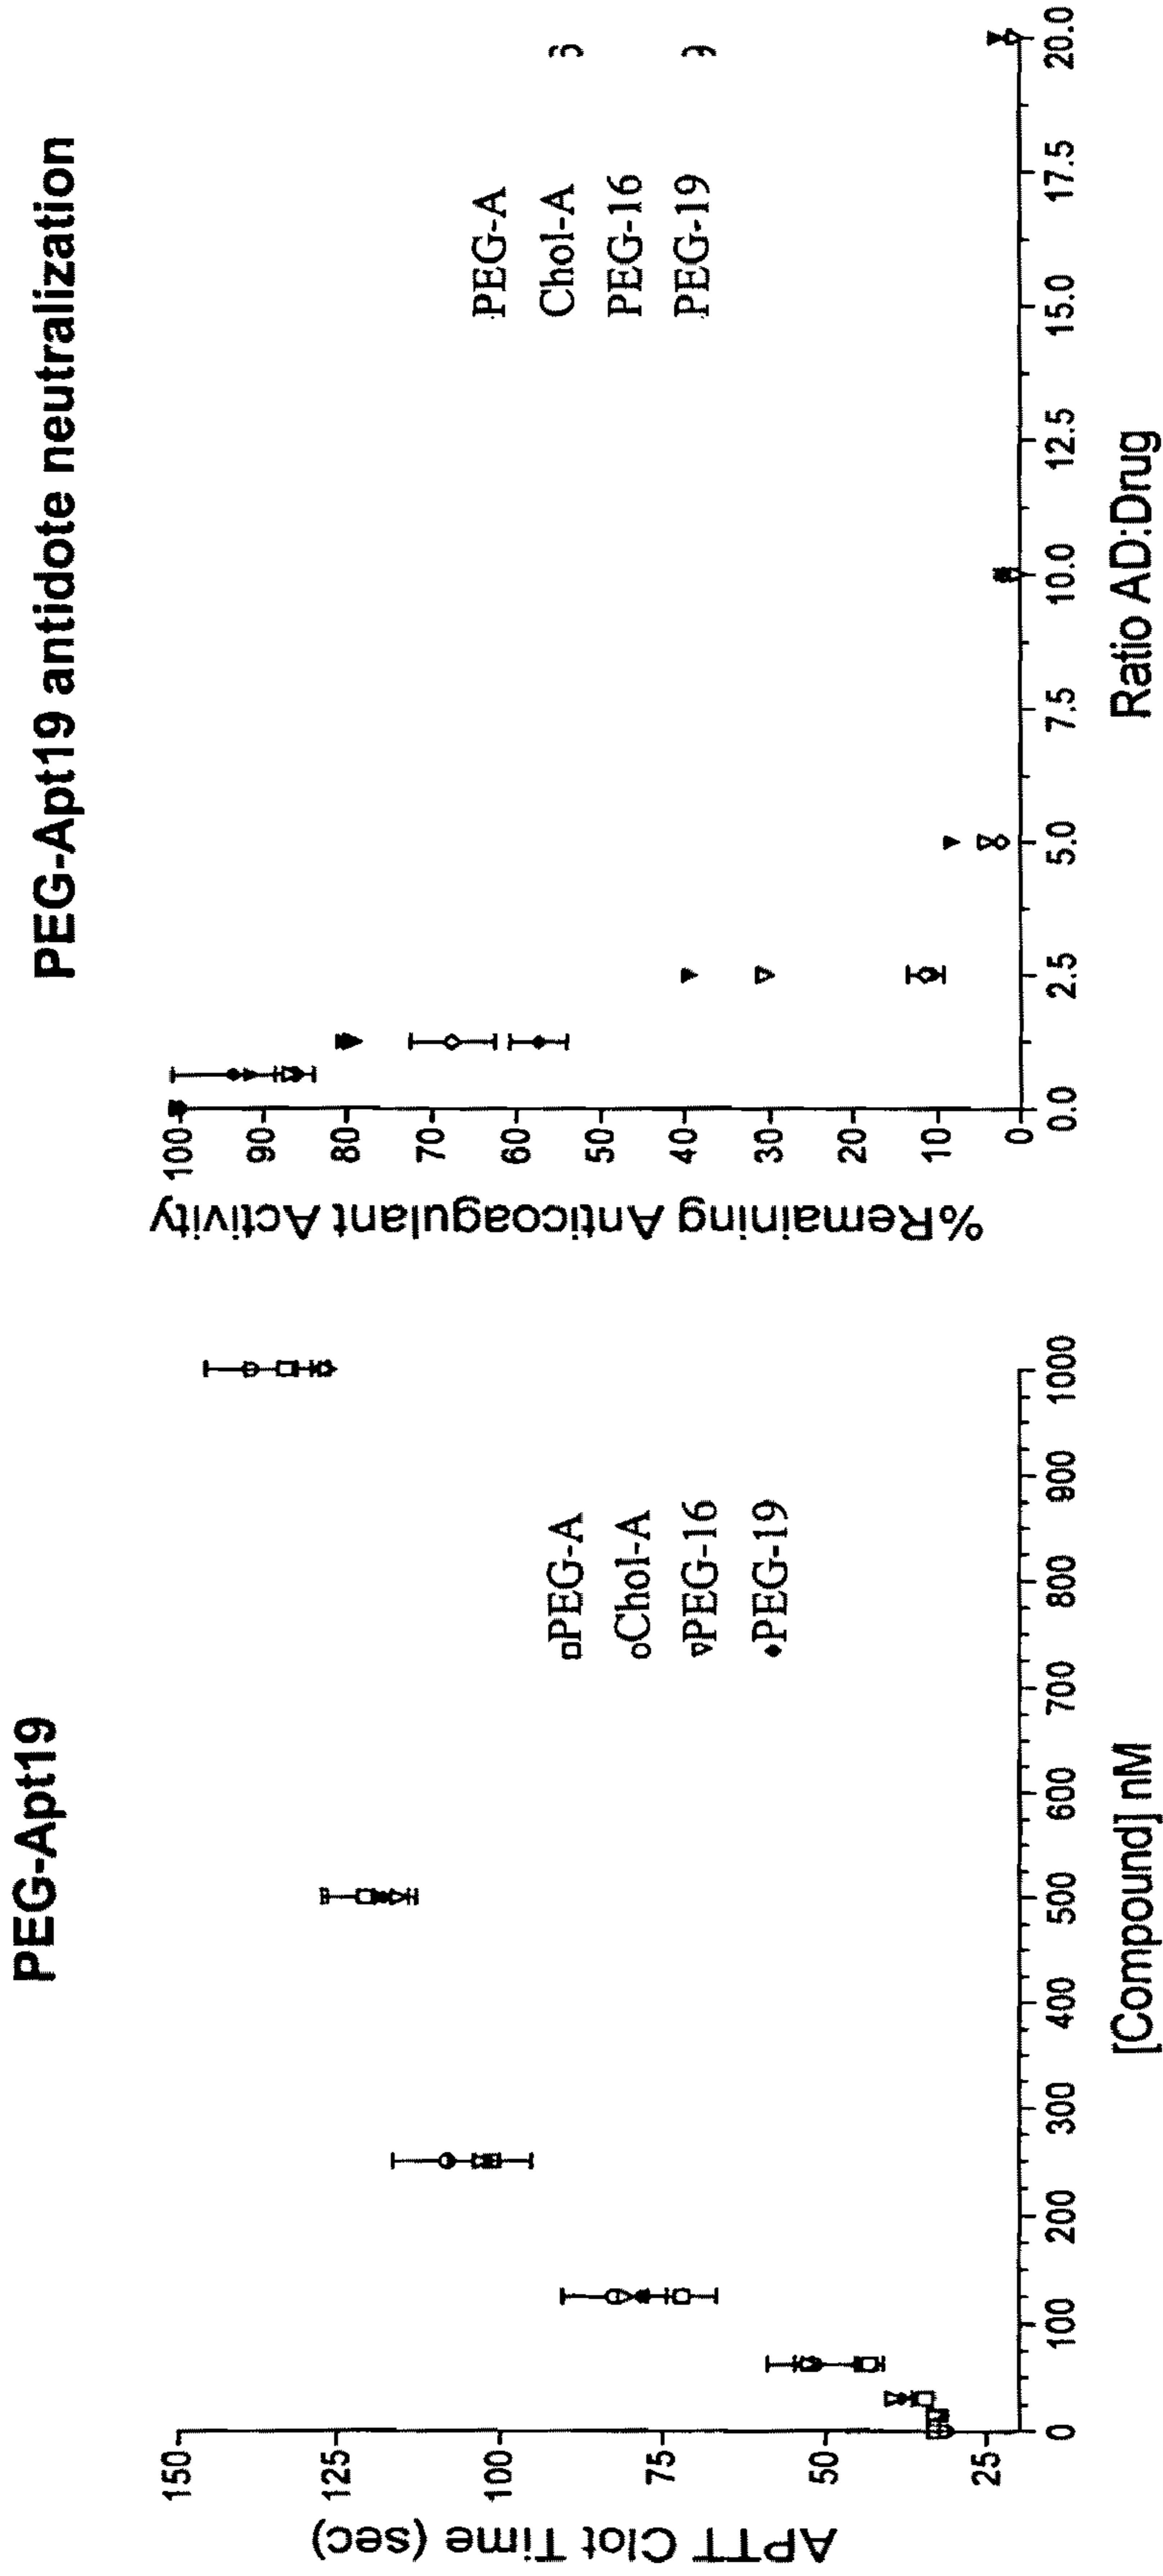 PEG-Apt19
APTT Clot Time (sec)
150
125
100
75
50
25
0
100
200
300
400
500
600
700
800
900
1000
[Compound] nM
PEG-A
Chol-A
PEG-16
PEG-19
PEG-Apt19 antidote neutralization
%Remaining Anticoagulant Activity
100
90
80
70
60
50
40
30
20
10
0
0.0
2.5
5.0
7.5
10.0
12.5
15.0
17.5
20.0
Ratio AD:Drug
PEG-A
Chol-A
PEG-16
PEG-19